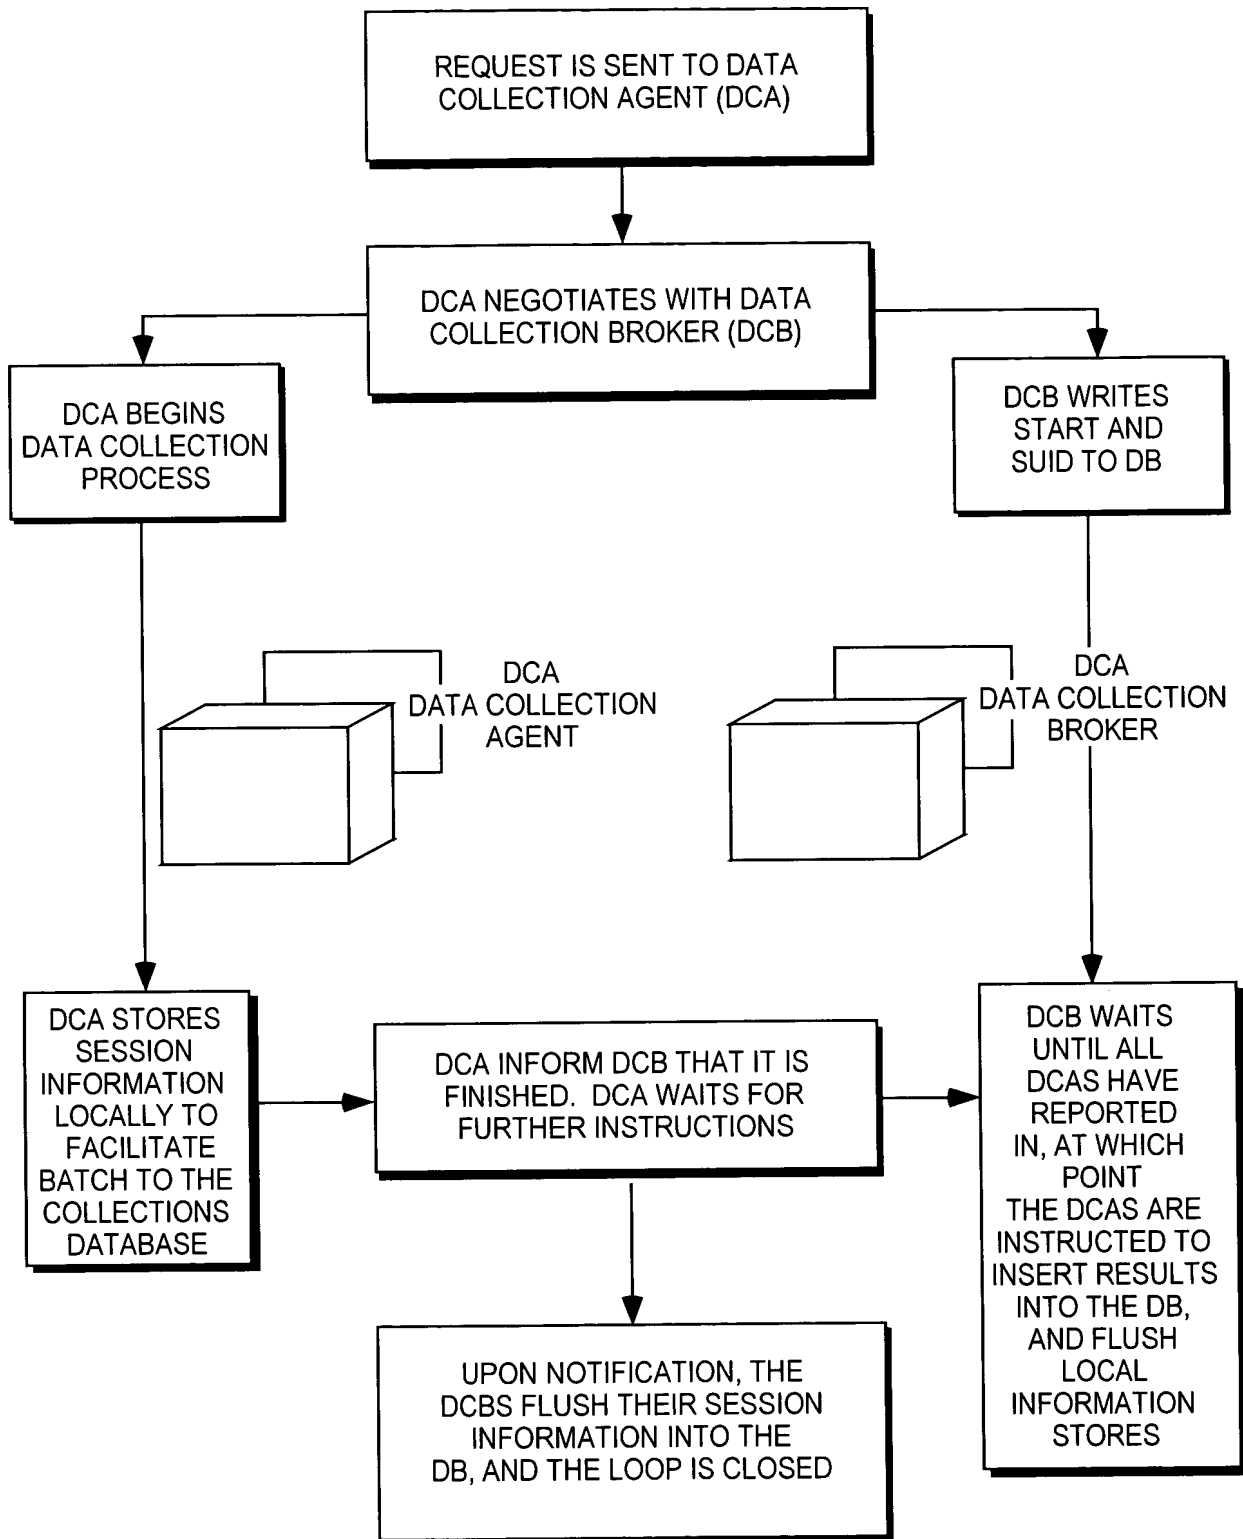 REQUEST IS SENT TO DATA
COLLECTION AGENT (DCA)
DCA NEGOTIATES WITH DATA
COLLECTION BROKER (DCB)
DCA BEGINS
DATA COLLECTION
PROCESS
DCB WRITES
START AND
SUID TO DB
DCA
DATA COLLECTION
AGENT
DCA
DATA COLLECTION
BROKER
DCA STORES
SESSION
INFORMATION
LOCALLY TO
FACILITATE
BATCH TO THE
COLLECTIONS
DATABASE
DCA INFORM DCB THAT IT IS
FINISHED. DCA WAITS FOR
FURTHER INSTRUCTIONS
DCB WAITS
UNTIL ALL
DCAS HAVE
REPORTED
IN, AT WHICH
POINT
THE DCAS ARE
INSTRUCTED TO
INSERT RESULTS
INTO THE DB,
AND FLUSH
LOCAL
INFORMATION
STORES
UPON NOTIFICATION, THE
DCBS FLUSH THEIR SESSION
INFORMATION INTO THE
DB, AND THE LOOP IS CLOSED